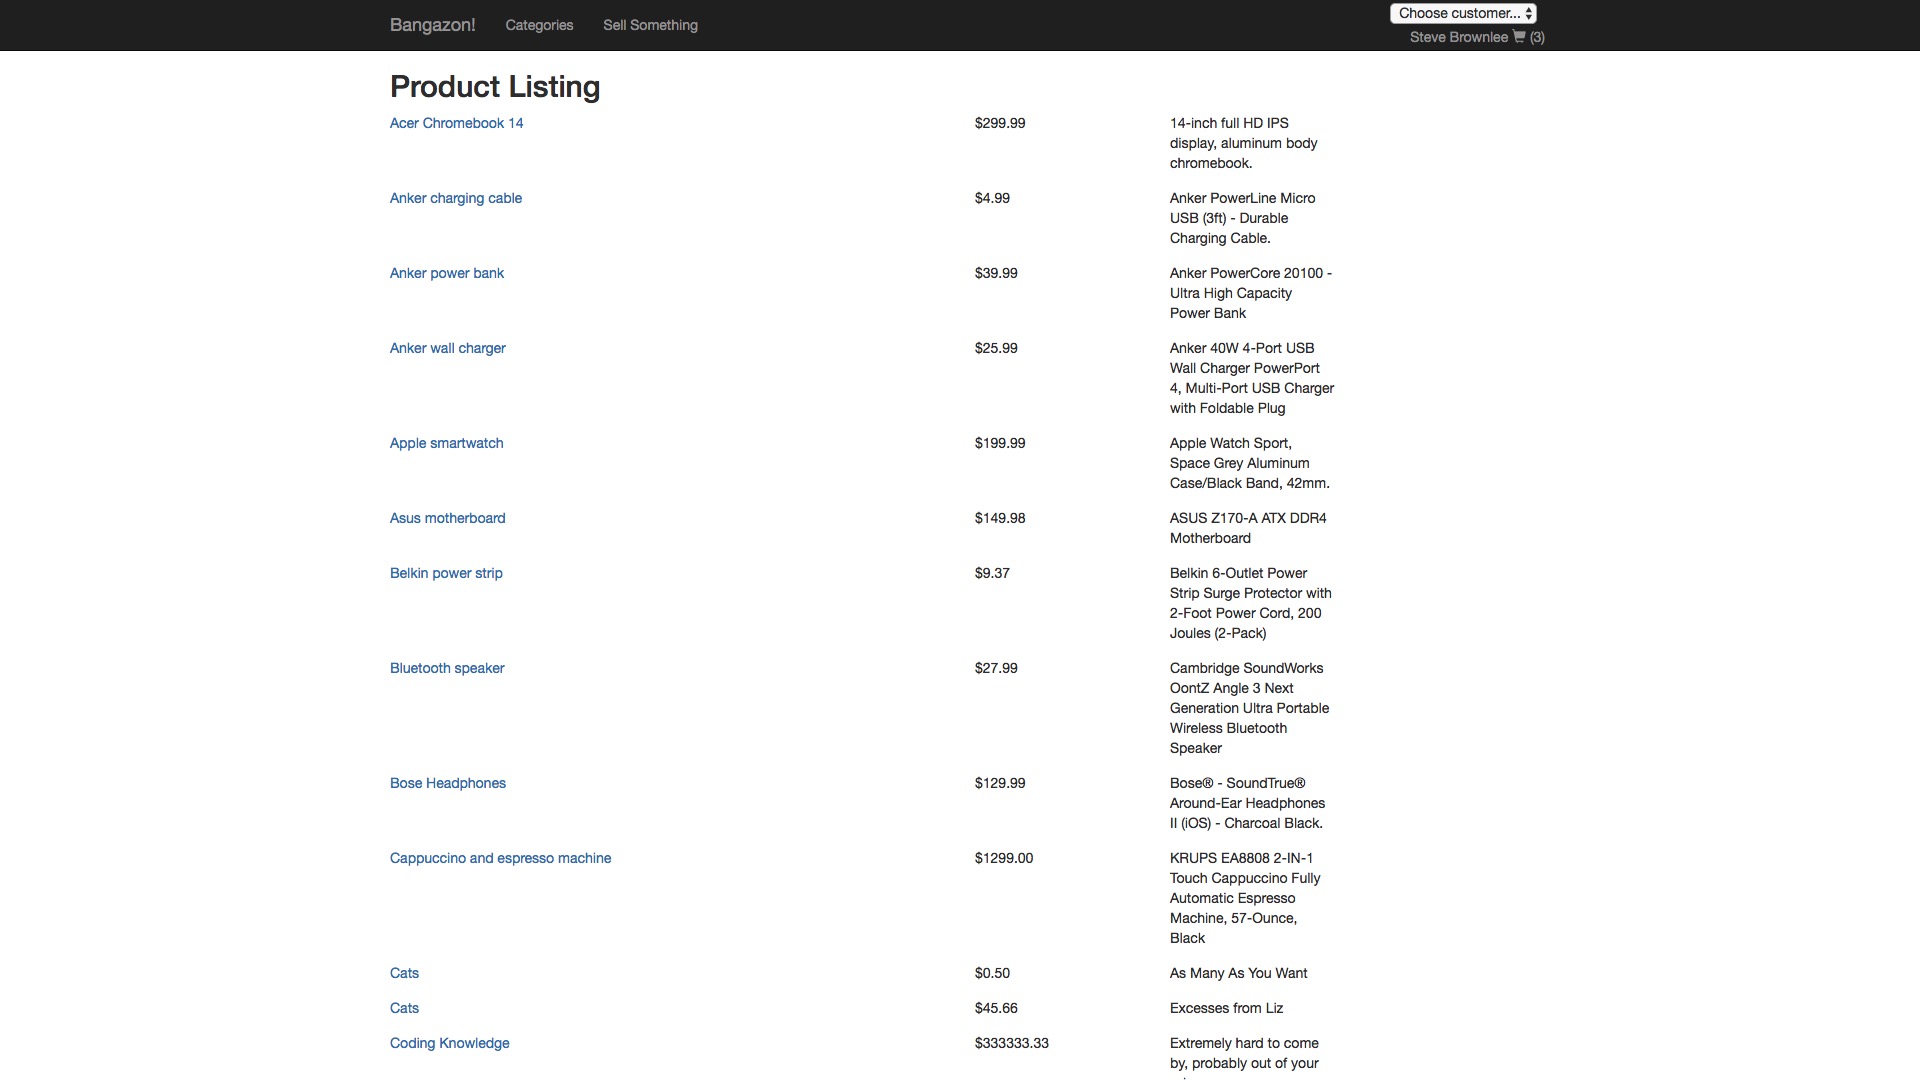 Bangazon! Categories Sell Something Choose customer...
Steve Brownlee (3)
Product Listing
Acer Chromebook 14 $299.99 14-inch full HD IPS
display, aluminum body
chromebook.
Anker charging cable $4.99 Anker PowerLine Micro
USB (3ft) - Durable
Charging Cable.
Anker power bank $39.99 Anker PowerCore 20100 -
Ultra High Capacity
Power Bank
Anker wall charger $25.99 Anker 40W 4-Port USB
Wall Charger PowerPort
4, Multi-Port USB Charger
with Foldable Plug
Apple smartwatch $199.99 Apple Watch Sport,
Space Grey Aluminum
Case/Black Band, 42mm.
Asus motherboard $149.98 ASUS Z170-A ATX DDR4
Motherboard
Belkin power strip $9.37 Belkin 6-Outlet Power
Strip Surge Protector with
2-Foot Power Cord, 200
Joules (2-Pack)
Bluetooth speaker $27.99 Cambridge SoundWorks
OontZ Angle 3 Next
Generation Ultra Portable
Wireless Bluetooth
Speaker
Bose Headphones $129.99 Bose® - SoundTrue®
Around-Ear Headphones
II (iOS) - Charcoal Black.
Cappuccino and espresso machine $1299.00 KRUPS EA8808 2-IN-1
Touch Cappuccino Fully
Automatic Espresso
Machine, 57-Ounce,
Black
Cats $0.50 As Many As You Want
Cats $45.66 Excesses from Liz
Coding Knowledge $333333.33 Extremely hard to come
by, probably out of your